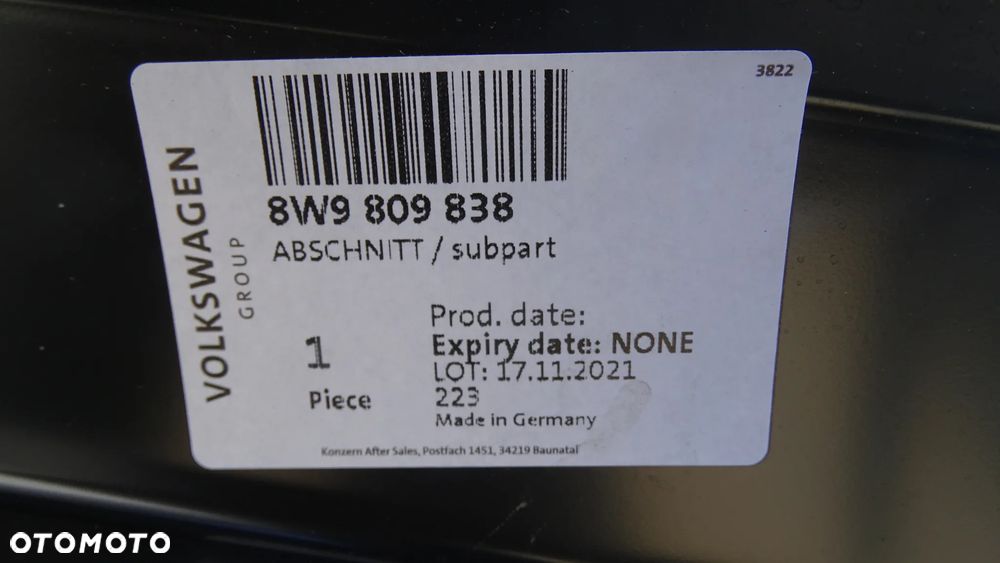 3822
VOLKSWAGEN
GROUP
8W9 809 838
ABSCHNITT / subpart
1
Piece
Prod. date:
Expiry date: NONE
LOT: 17.11.2021
223
Made in Germany
Konzern After Sales, Postfach 1451, 34219 Baunatal
OTOMOTO